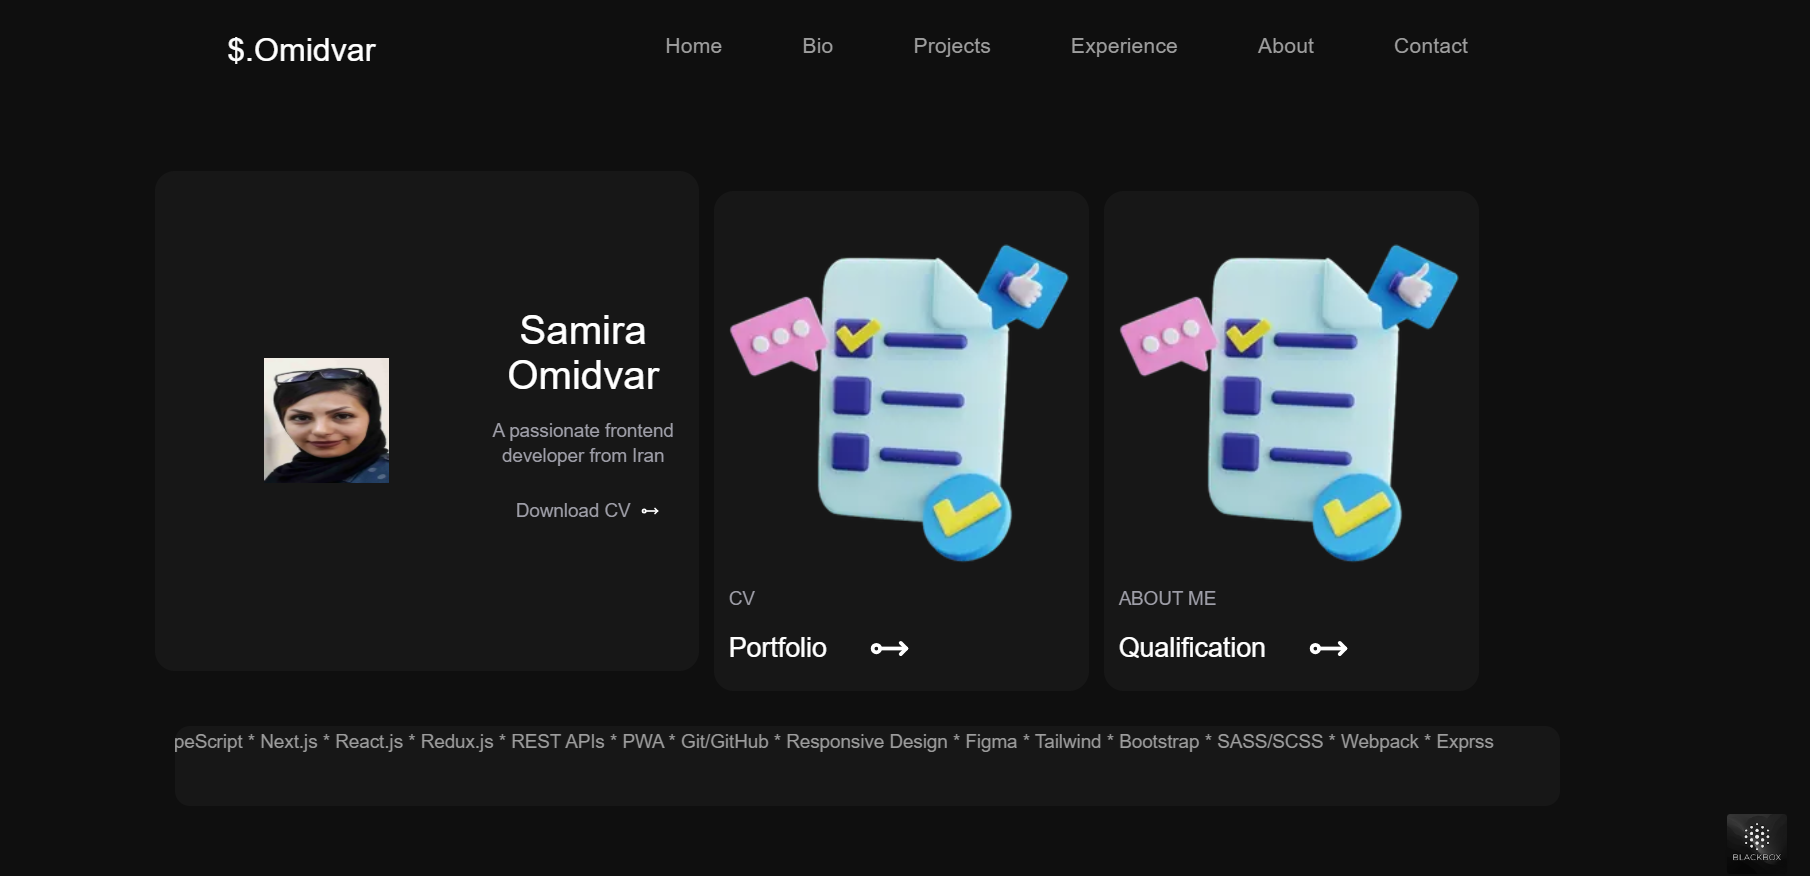 $.Omidvar
Home
Bio
Projects
Experience
About
Contact
Samira
Omidvar
A passionate frontend
developer from Iran
Download CV
CV
Portfolio
ABOUT ME
Qualification
peScript * Next.js * React.js * Redux.js * REST APIs * PWA * Git/GitHub * Responsive Design * Figma * Tailwind * Bootstrap * SASS/SCSS * Webpack * Exprss
BLACKBOX